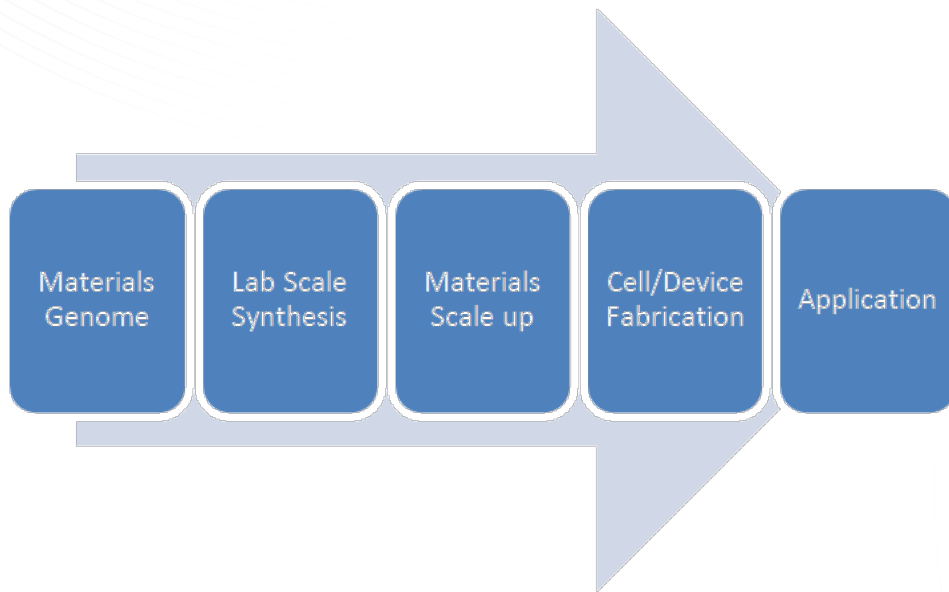 Materials
Genome
Lab Scale
Synthesis
Materials
Scale up
Cell/Device
Fabrication
Application